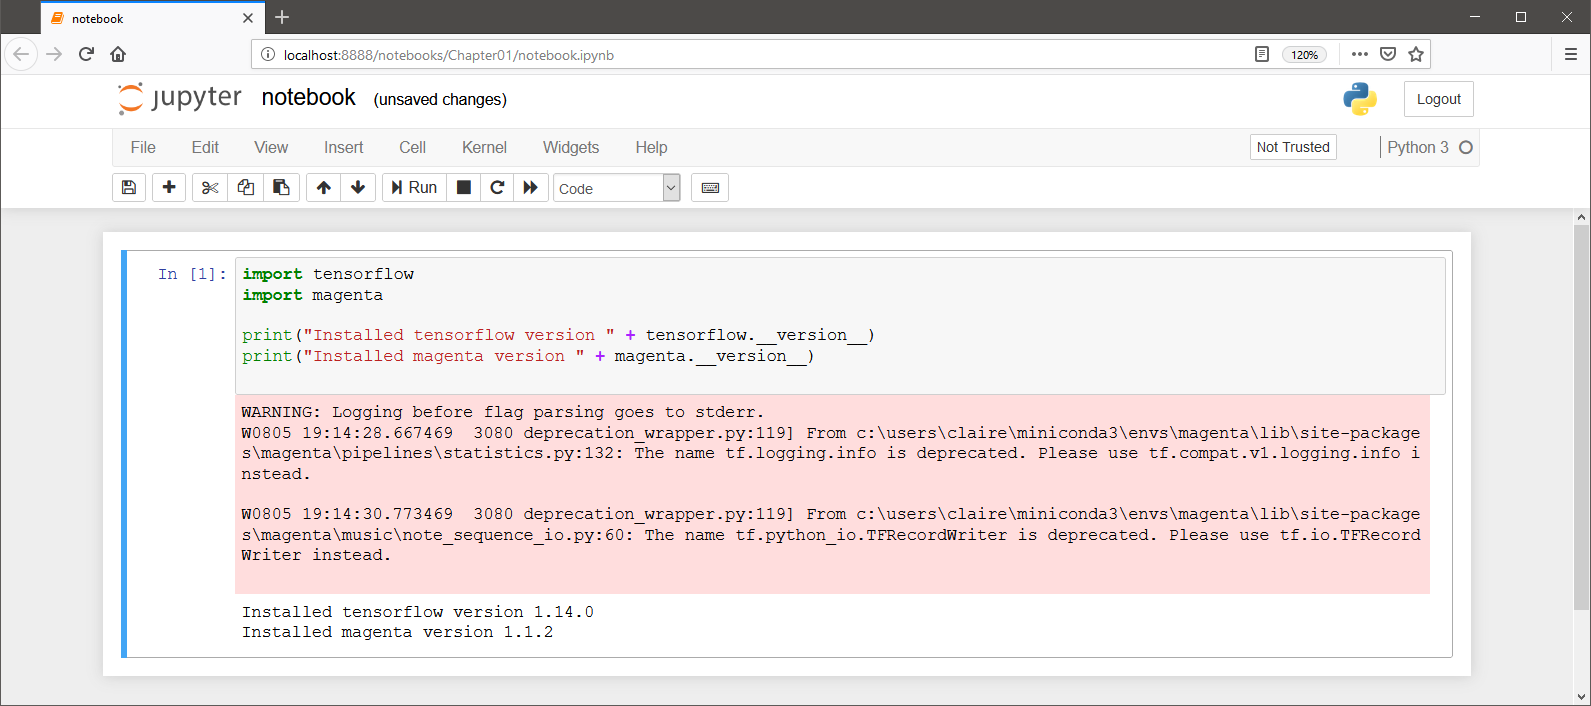 notebook
localhost:8888/notebooks/Chapter01/notebook.ipynb
120%
jupyter notebook (unsaved changes)
Logout
File Edit View Insert Cell Kernel Widgets Help
Not Trusted
Python 3
Run
Code
In [1]:
import tensorflow
import magenta
print("Installed tensorflow version " + tensorflow.__version__)
print("Installed magenta version " + magenta.__version__)
WARNING: Logging before flag parsing goes to stderr.
W0805 19:14:28.667469  3080 deprecation_wrapper.py:119] From c:\users\claire\miniconda3\envs\magenta\lib\site-package
s\magenta\pipelines\statistics.py:132: The name tf.logging.info is deprecated. Please use tf.compat.v1.logging.info i
nstead.
W0805 19:14:30.773469  3080 deprecation_wrapper.py:119] From c:\users\claire\miniconda3\envs\magenta\lib\site-package
s\magenta\music\note_sequence_io.py:60: The name tf.python_io.TFRecordWriter is deprecated. Please use tf.io.TFRecord
Writer instead.
Installed tensorflow version 1.14.0
Installed magenta version 1.1.2